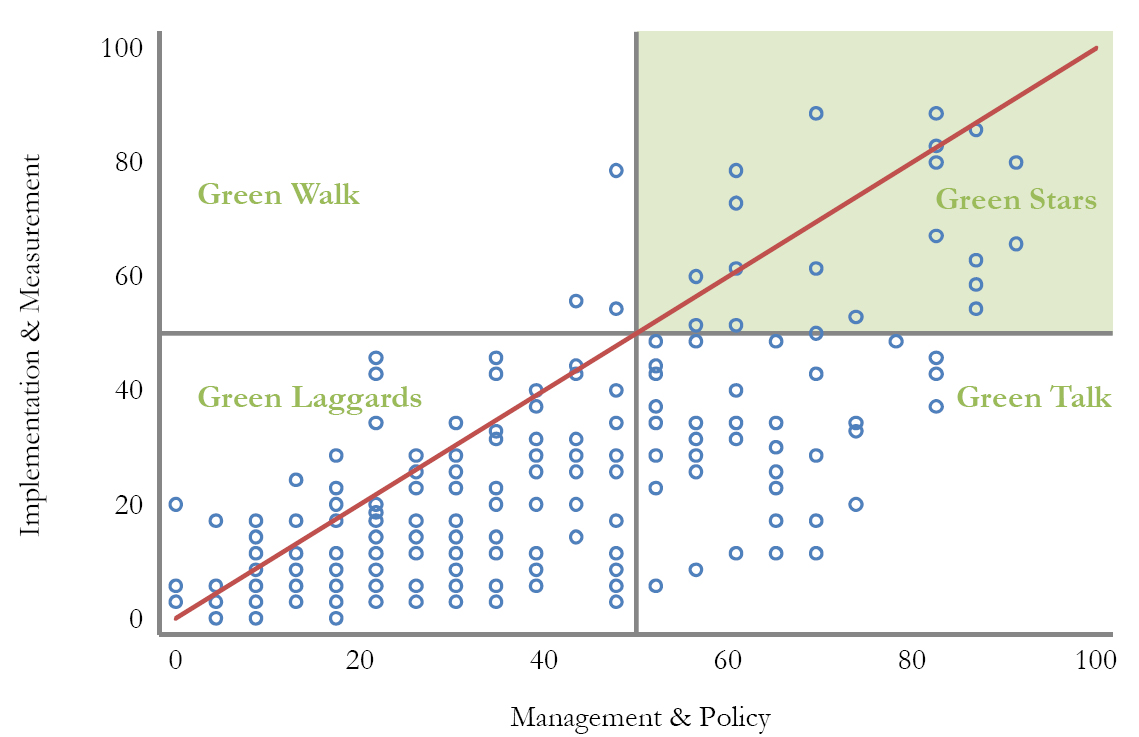 100
80
60
40
20
0
Implementation & Measurement
Green Walk
Green Stars
Green Laggards
Green Talk
0 20 40 60 80 100
Management & Policy